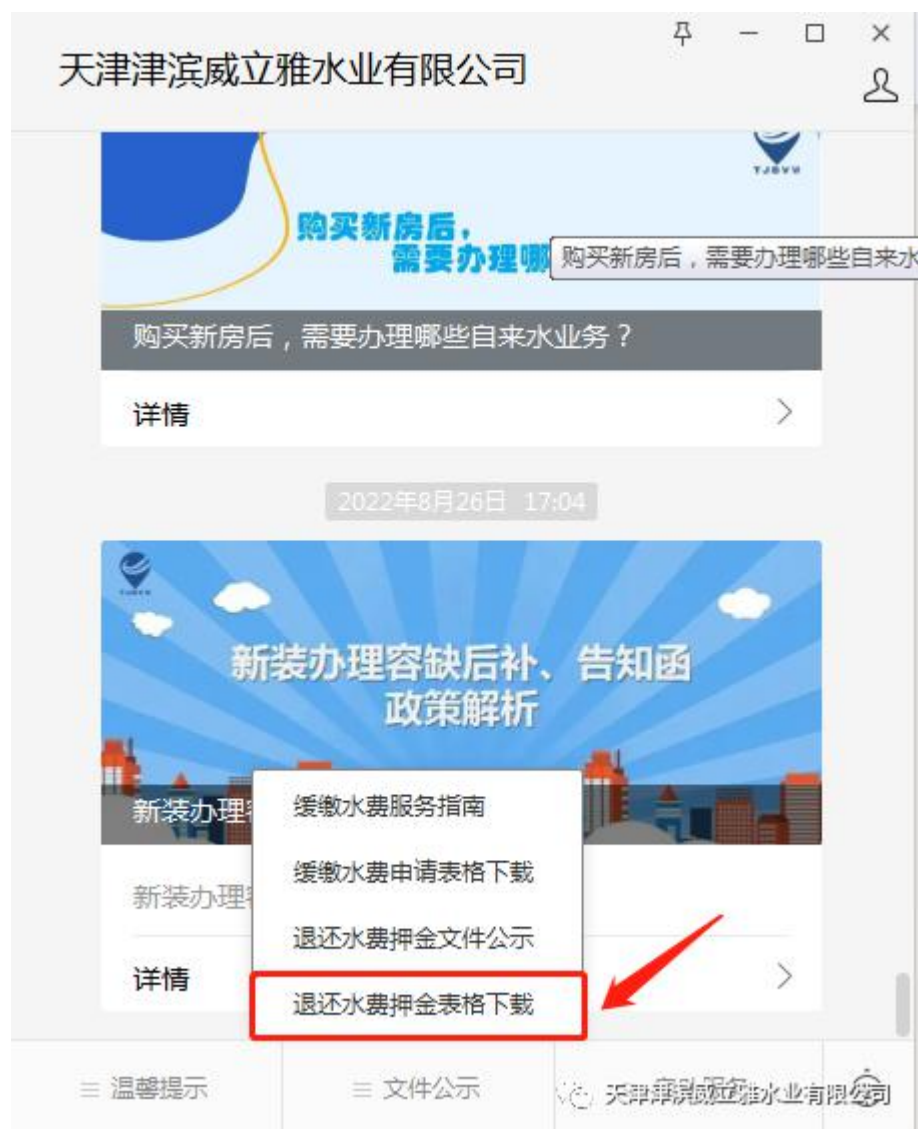 天津津滨威立雅水业有限公司
TJBVW
购买新房后，
需要办理哪
购买新房后，需要办理哪些自来水
购买新房后，需要办理哪些自来水业务？
详情
2022年8月26日 17:04
新装办理容缺后补、告知函
政策解析
新装办理
缓缴水费服务指南
缓缴水费申请表格下载
新装办理
退还水费押金文件公示
详情
退还水费押金表格下载
温馨提示
文件公示
天津津滨威立雅水业有限公司